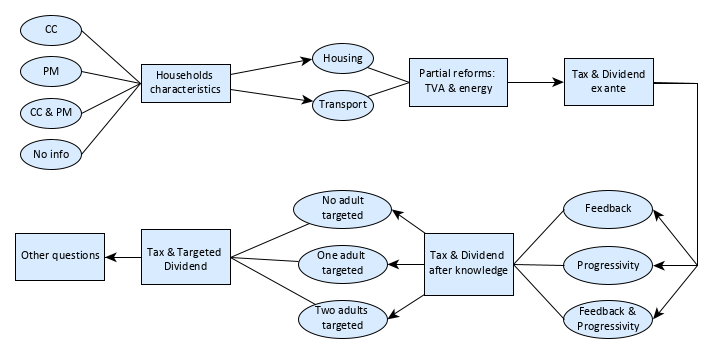 CC
PM
CC & PM
No info
Households
characteristics
Housing
Transport
Partial reforms:
TVA & energy
Tax & Dividend
ex ante
Feedback
Progressivity
Feedback &
Progressivity
Tax & Dividend
after knowledge
No adult
targeted
One adult
targeted
Two adults
targeted
Tax & Targeted
Dividend
Other questions